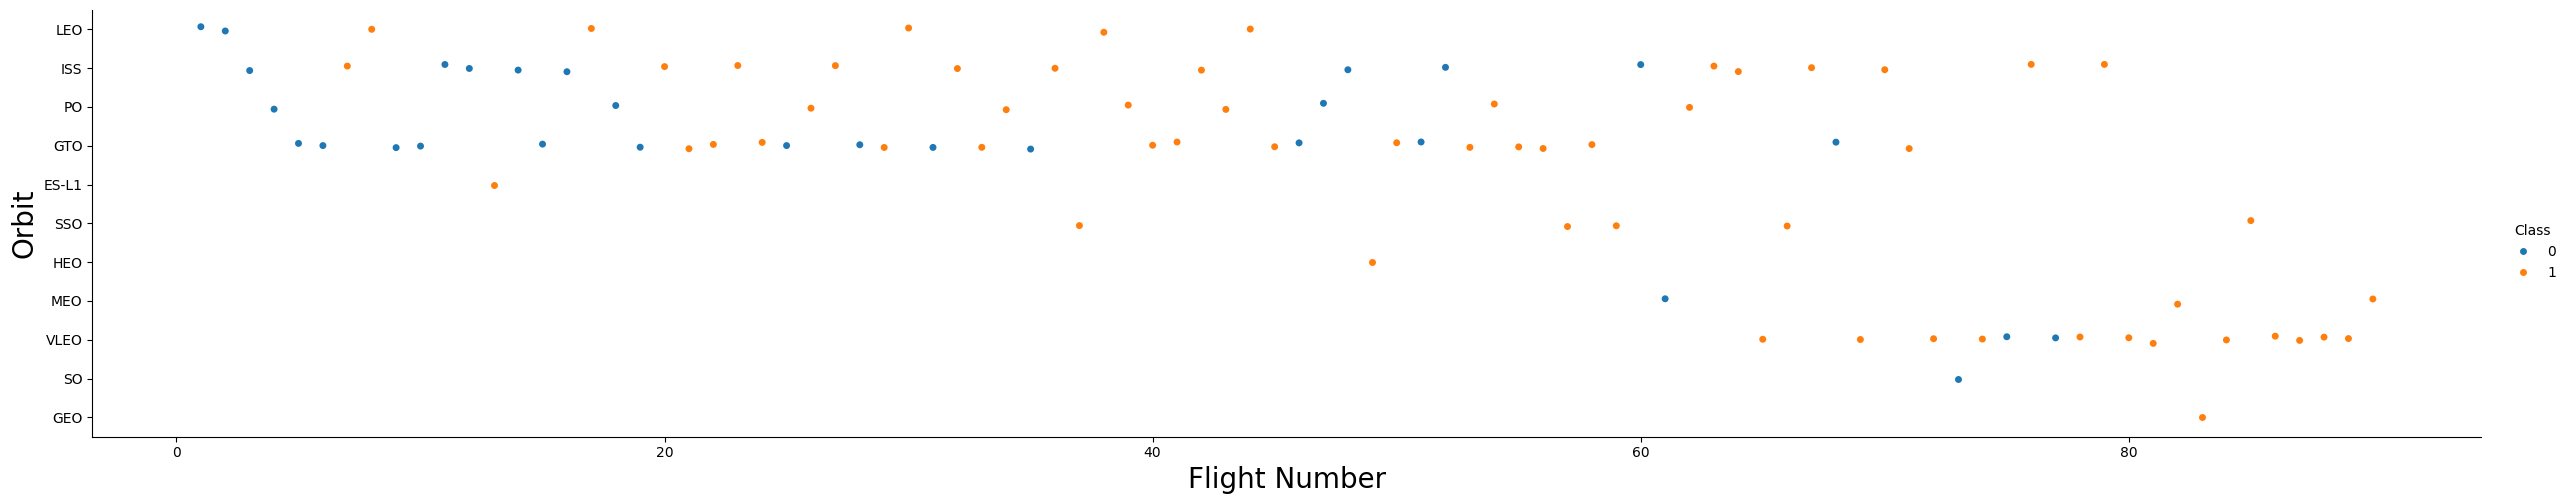 LEO
ISS
PO
GTO
ES-L1
SSO
HEO
MEO
VLEO
SO
GEO
Orbit
0 20 40 60 80
Flight Number
Class
0
1